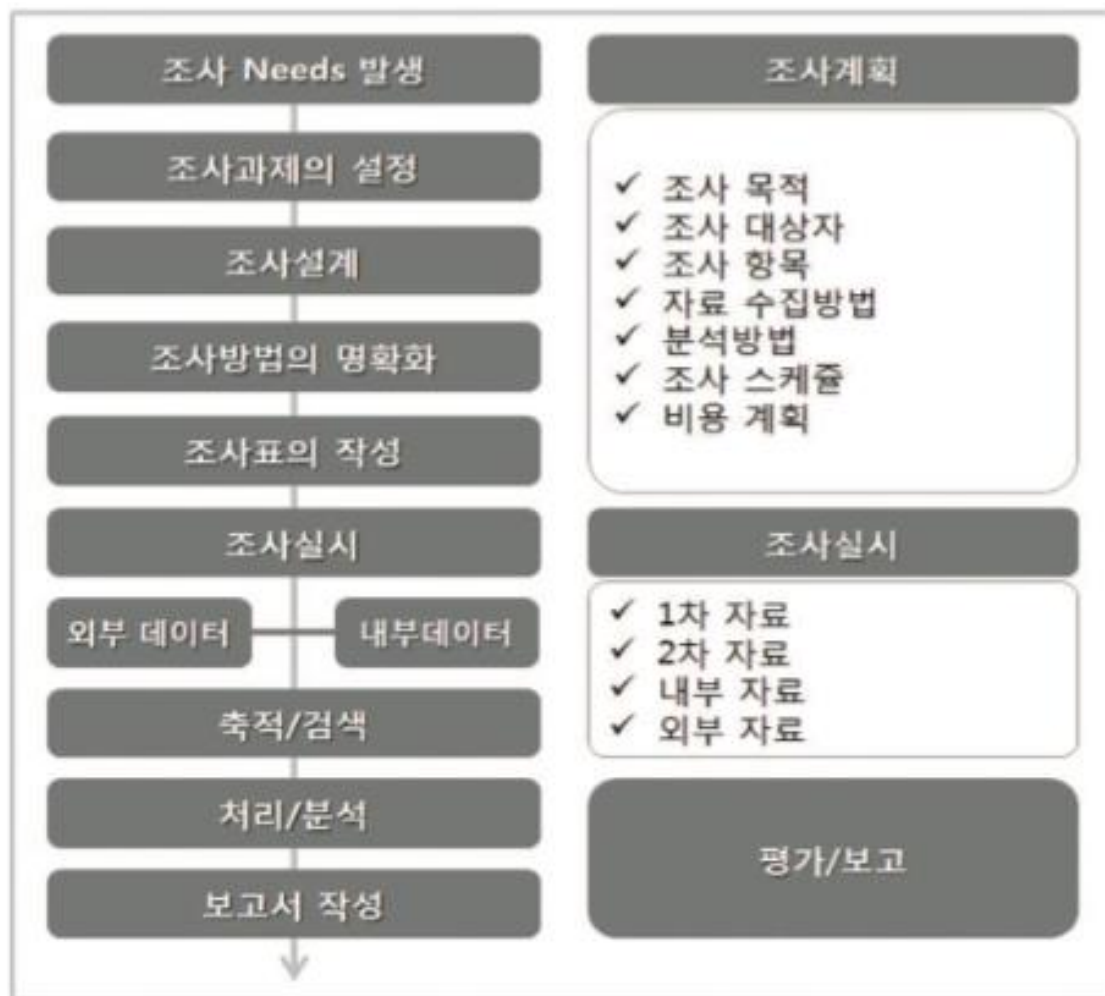 조사 Needs 발생
조사과제의 설정
조사설계
조사방법의 명확화
조사표의 작성
조사실시
외부 데이터
내부데이터
축적/검색
처리/분석
보고서 작성
조사계획
✓ 조사 목적
✓ 조사 대상자
✓ 조사 항목
✓ 자료 수집방법
✓ 분석방법
✓ 조사 스케쥴
✓ 비용 계획
조사실시
✓ 1차 자료
✓ 2차 자료
✓ 내부 자료
✓ 외부 자료
평가/보고